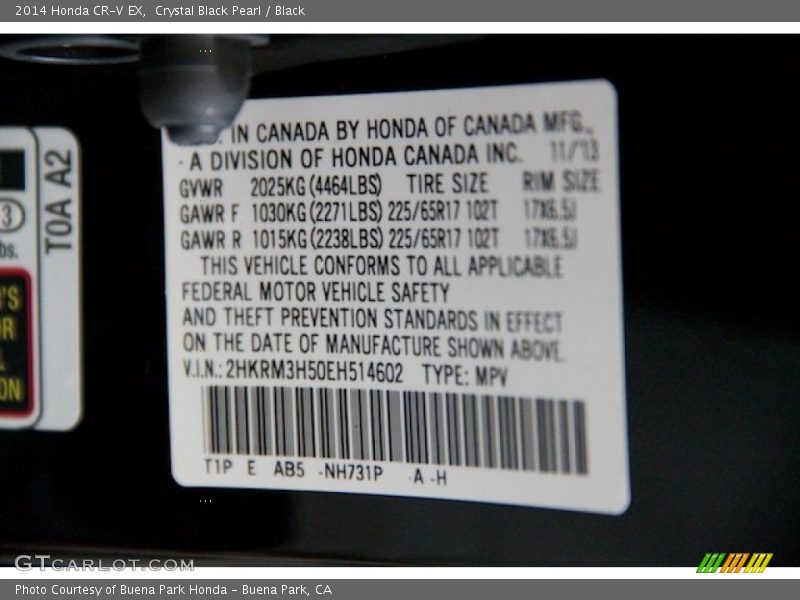 2014 Honda CR-V EX, Crystal Black Pearl / Black
IN CANADA BY HONDA OF CANADA MFG.,
A DIVISION OF HONDA CANADA INC. 11/13
GVWR 2025KG (4464LBS) TIRE SIZE RIM SIZE
GAWR F 1030KG (2271LBS) 225/65R17 102T 17X6.5J
GAWR R 1015KG (2238LBS) 225/65R17 102T 17X6.5J
THIS VEHICLE CONFORMS TO ALL APPLICABLE
FEDERAL MOTOR VEHICLE SAFETY
AND THEFT PREVENTION STANDARDS IN EFFECT
ON THE DATE OF MANUFACTURE SHOWN ABOVE.
V.I.N.: 2HKRM3H50EH514602 TYPE: MPV
T1P E AB5 -NH731P -A -H
T0A A2
3
bs.
GTCARLOT.COM
Photo Courtesy of Buena Park Honda - Buena Park, CA